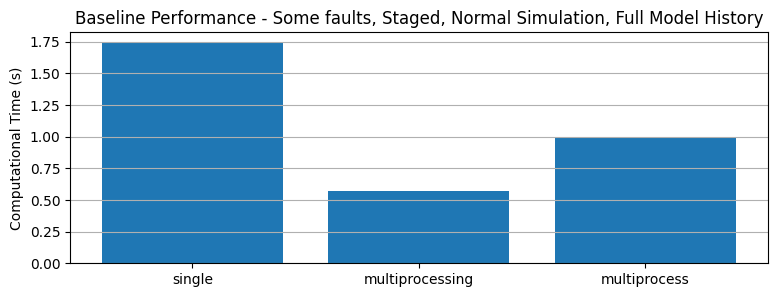 Baseline Performance - Some faults, Staged, Normal Simulation, Full Model History
Computational Time (s)
1.75
1.50
1.25
1.00
0.75
0.50
0.25
0.00
single
multiprocessing
multiprocess